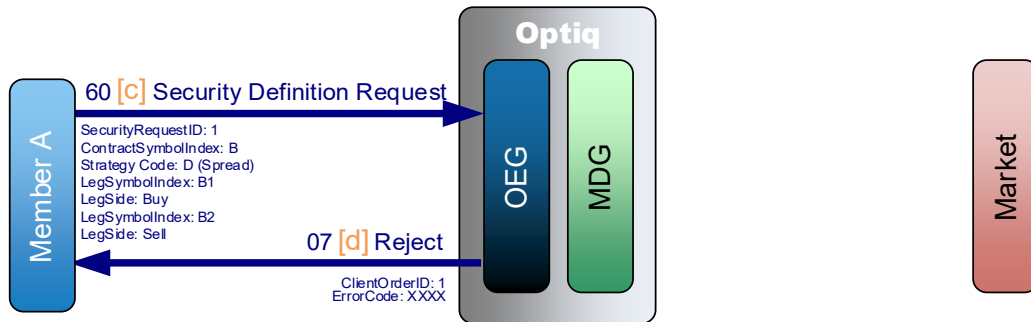 Optiq
60 [c] Security Definition Request
SecurityRequestID: 1
ContractSymbolIndex: B
Strategy Code: D (Spread)
LegSymbolIndex: B1
LegSide: Buy
LegSymbolIndex: B2
LegSide: Sell
07 [d] Reject
ClientOrderID: 1
ErrorCode: XXXX
Member A
OEG
MDG
Market